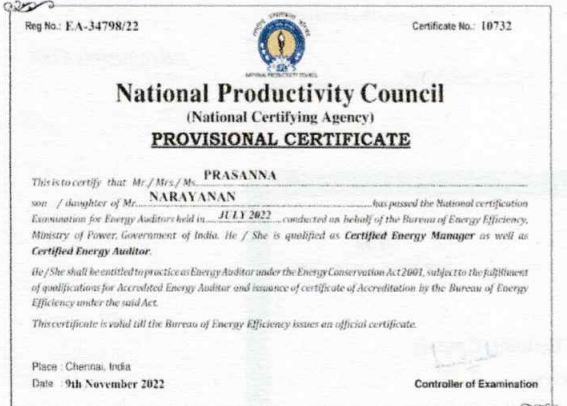 Reg No.: EA-34798/22 Certificate No.: 10732
NATIONAL PRODUCTIVITY COUNCIL
National Productivity Council
(National Certifying Agency)
PROVISIONAL CERTIFICATE
This is to certify that Mr./Mrs./Ms. PRASANNA
son / daughter of Mr. NARAYANAN has passed the National certification
Examination for Energy Auditors held in JULY 2022 conducted on behalf of the Bureau of Energy Efficiency,
Ministry of Power, Government of India. He / She is qualified as Certified Energy Manager as well as
Certified Energy Auditor.
He / She shall be entitled to practice as Energy Auditor under the Energy Conservation Act 2001, subject to the fulfillment
of qualifications for Accredited Energy Auditor and issuance of certificate of Accreditation by the Bureau of Energy
Efficiency under the said Act.
This certificate is valid till the Bureau of Energy Efficiency issues an official certificate.
Place : Chennai, India
Date : 9th November 2022 Controller of Examination